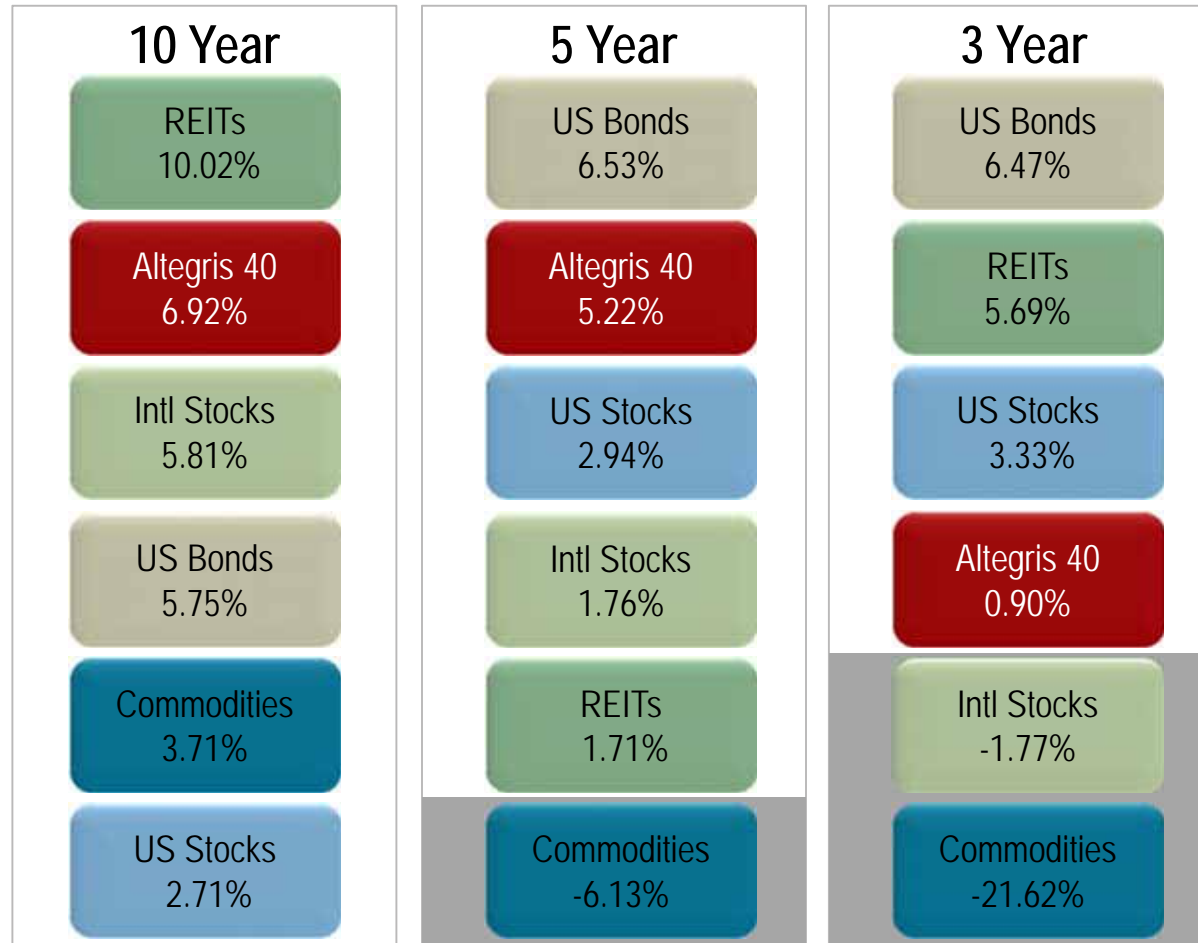 10 Year
REITs
10.02%
Altegris 40
6.92%
Intl Stocks
5.81%
US Bonds
5.75%
Commodities
3.71%
US Stocks
2.71%
5 Year
US Bonds
6.53%
Altegris 40
5.22%
US Stocks
2.94%
Intl Stocks
1.76%
REITs
1.71%
Commodities
-6.13%
3 Year
US Bonds
6.47%
REITs
5.69%
US Stocks
3.33%
Altegris 40
0.90%
Intl Stocks
-1.77%
Commodities
-21.62%